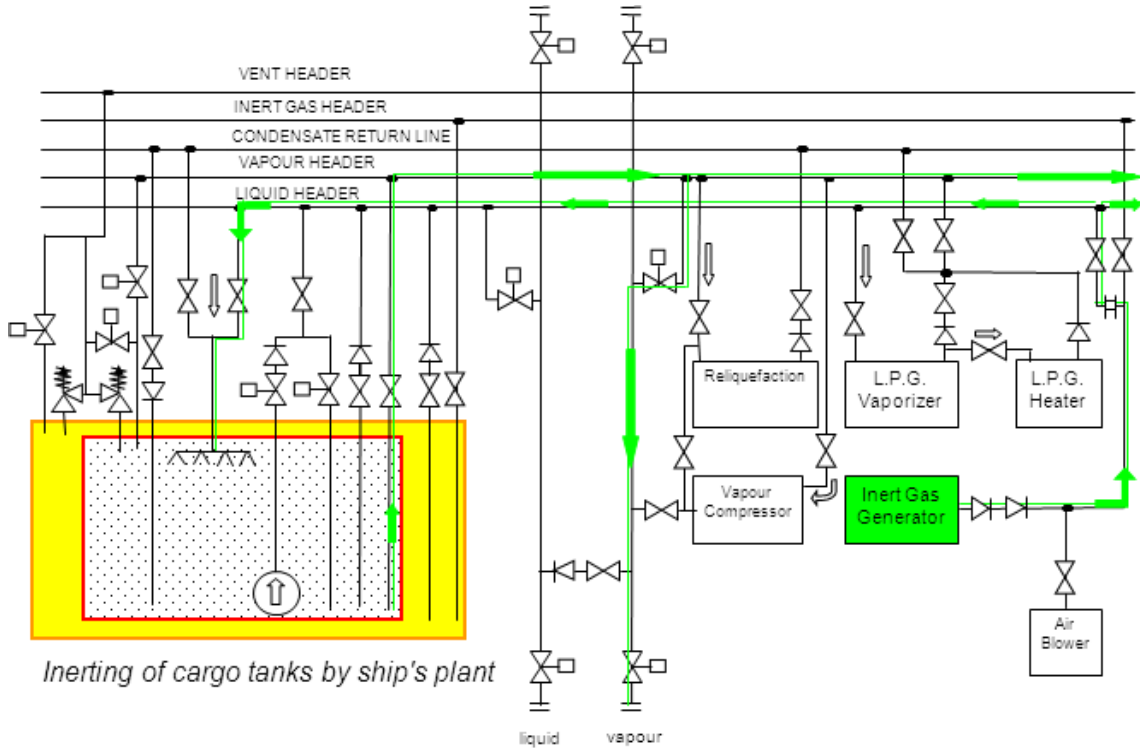 VENT HEADER
INERT GAS HEADER
CONDENSATE RETURN LINE
VAPOUR HEADER
LIQUID HEADER
Reliquefaction
L.P.G.
Vaporizer
L.P.G.
Heater
Vapour
Compressor
Inert Gas
Generator
Air
Blower
Inerting of cargo tanks by ship's plant
liquid
vapour